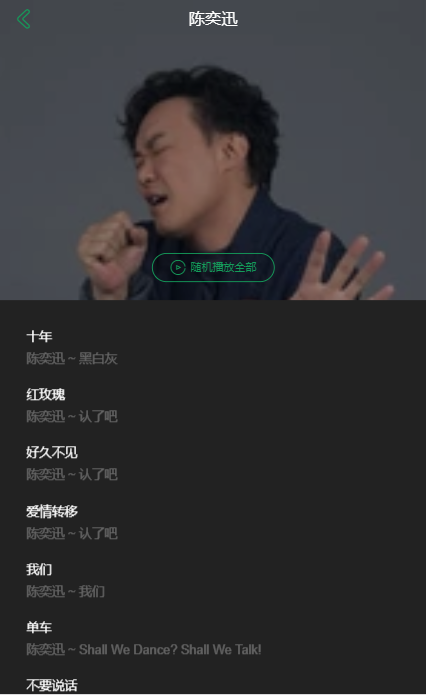 陈奕迅
随机播放全部
十年
陈奕迅 ~ 黑白灰
红玫瑰
陈奕迅 ~ 认了吧
好久不见
陈奕迅 ~ 认了吧
爱情转移
陈奕迅 ~ 认了吧
我们
陈奕迅 ~ 我们
单车
陈奕迅 ~ Shall We Dance? Shall We Talk!
不要说话